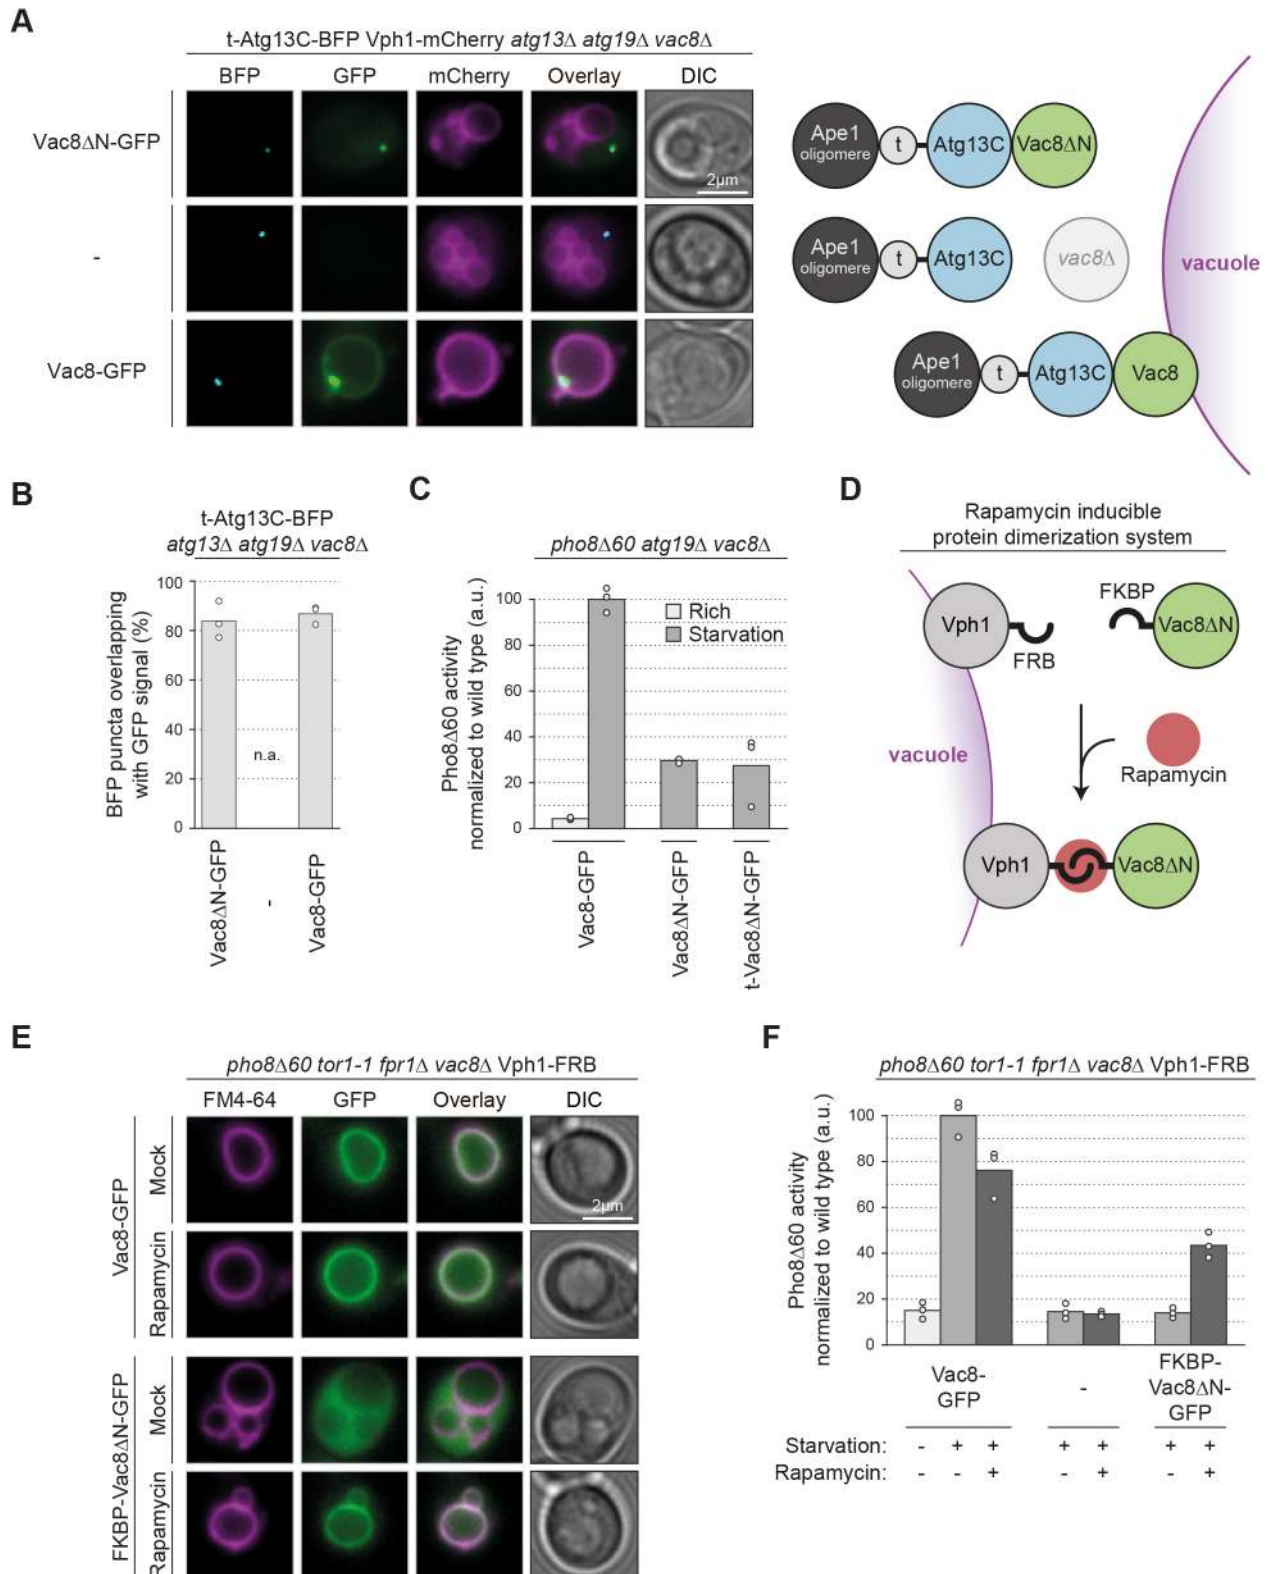 A
t-Atg13C-BFP Vph1-mCherry atg13Δ atg19Δ vac8Δ
BFP GFP mCherry Overlay DIC
Vac8ΔN-GFP
2µm
-
Vac8-GFP
Ape1
oligomere
t
Atg13C
Vac8ΔN
Ape1
oligomere
t
Atg13C
vac8Δ
vacuole
Ape1
oligomere
t
Atg13C
Vac8
B
t-Atg13C-BFP
atg13Δ atg19Δ vac8Δ
BFP puncta overlapping
with GFP signal (%)
100
80
60
40
20
0
n.a.
Vac8ΔN-GFP
-
Vac8-GFP
C
pho8Δ60 atg19Δ vac8Δ
Pho8Δ60 activity
normalized to wild type (a.u.)
100
80
60
40
20
0
Rich
Starvation
Vac8-GFP
Vac8ΔN-GFP
t-Vac8ΔN-GFP
D
Rapamycin inducible
protein dimerization system
Vph1
FRB
FKBP
Vac8ΔN
vacuole
Rapamycin
Vph1
Vac8ΔN
E
pho8Δ60 tor1-1 fpr1Δ vac8Δ Vph1-FRB
FM4-64 GFP Overlay DIC
Vac8-GFP
Mock
2µm
Rapamycin
FKBP-Vac8ΔN-GFP
Mock
Rapamycin
F
pho8Δ60 tor1-1 fpr1Δ vac8Δ Vph1-FRB
Pho8Δ60 activity
normalized to wild type (a.u.)
100
80
60
40
20
0
Vac8-
GFP
-
FKBP-
Vac8ΔN-
GFP
Starvation: - + + + + + +
Rapamycin: - - + - + - +